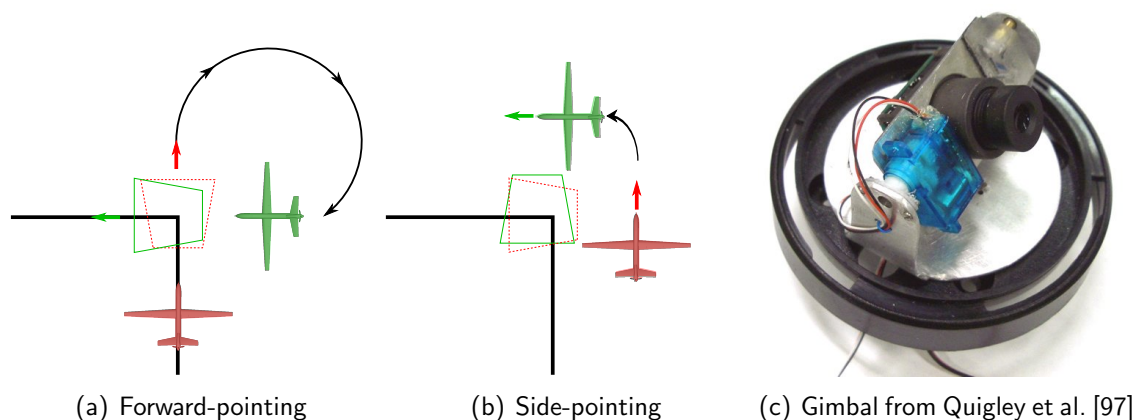 (a) Forward-pointing
(b) Side-pointing
(c) Gimbal from Quigley et al. [97]